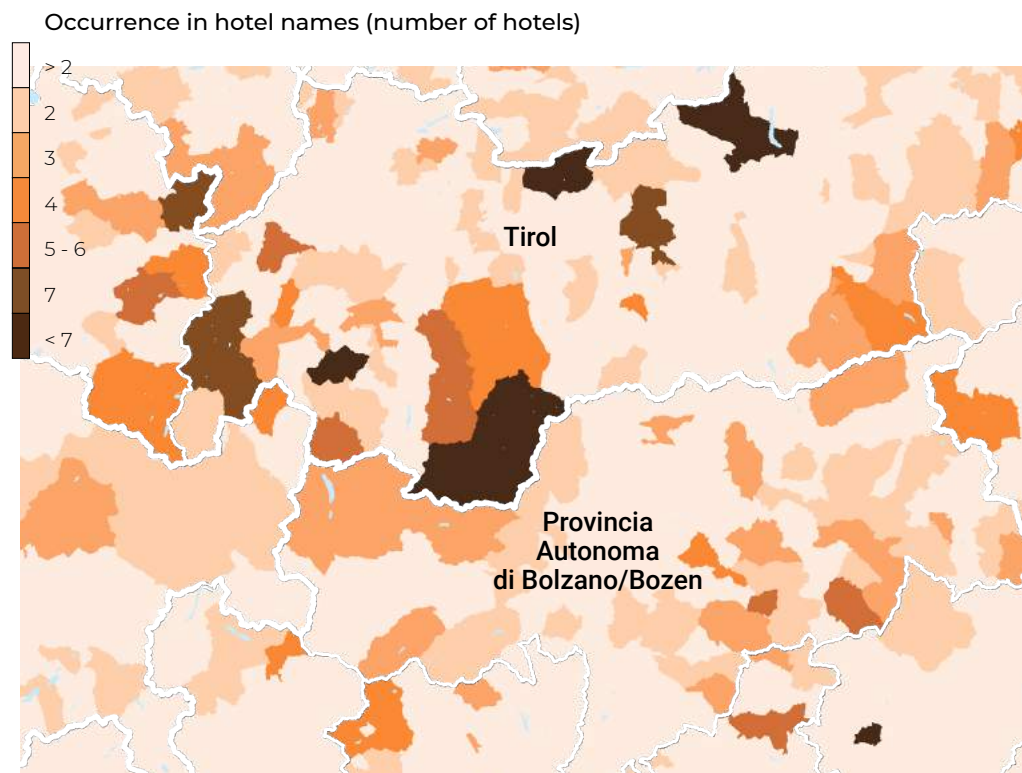 Occurrence in hotel names (number of hotels)
> 2
2
3
4
5 - 6
7
< 7
Tirol
Provincia
Autonoma
di Bolzano/Bozen